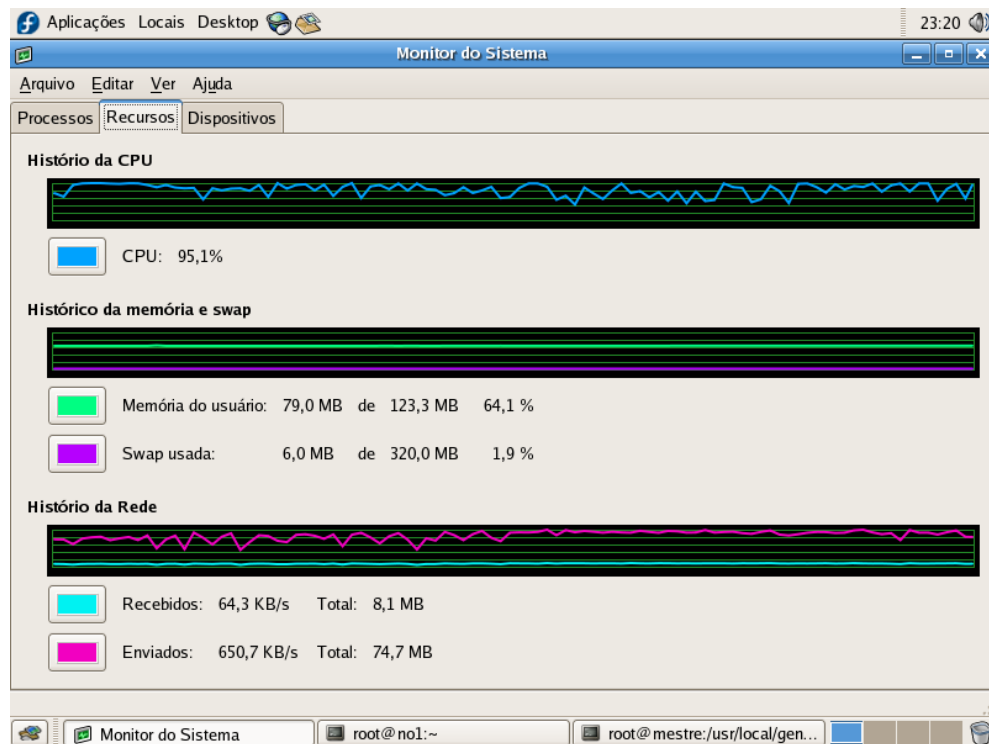 Aplicações Locais Desktop 23:20
Monitor do Sistema
Arquivo Editar Ver Ajuda
Processos Recursos Dispositivos
Histório da CPU
CPU: 95,1%
Histórico da memória e swap
Memória do usuário: 79,0 MB de 123,3 MB 64,1 %
Swap usada: 6,0 MB de 320,0 MB 1,9 %
Histório da Rede
Recebidos: 64,3 KB/s Total: 8,1 MB
Enviados: 650,7 KB/s Total: 74,7 MB
Monitor do Sistema root@no1:~ root@mestre:/usr/local/gen...